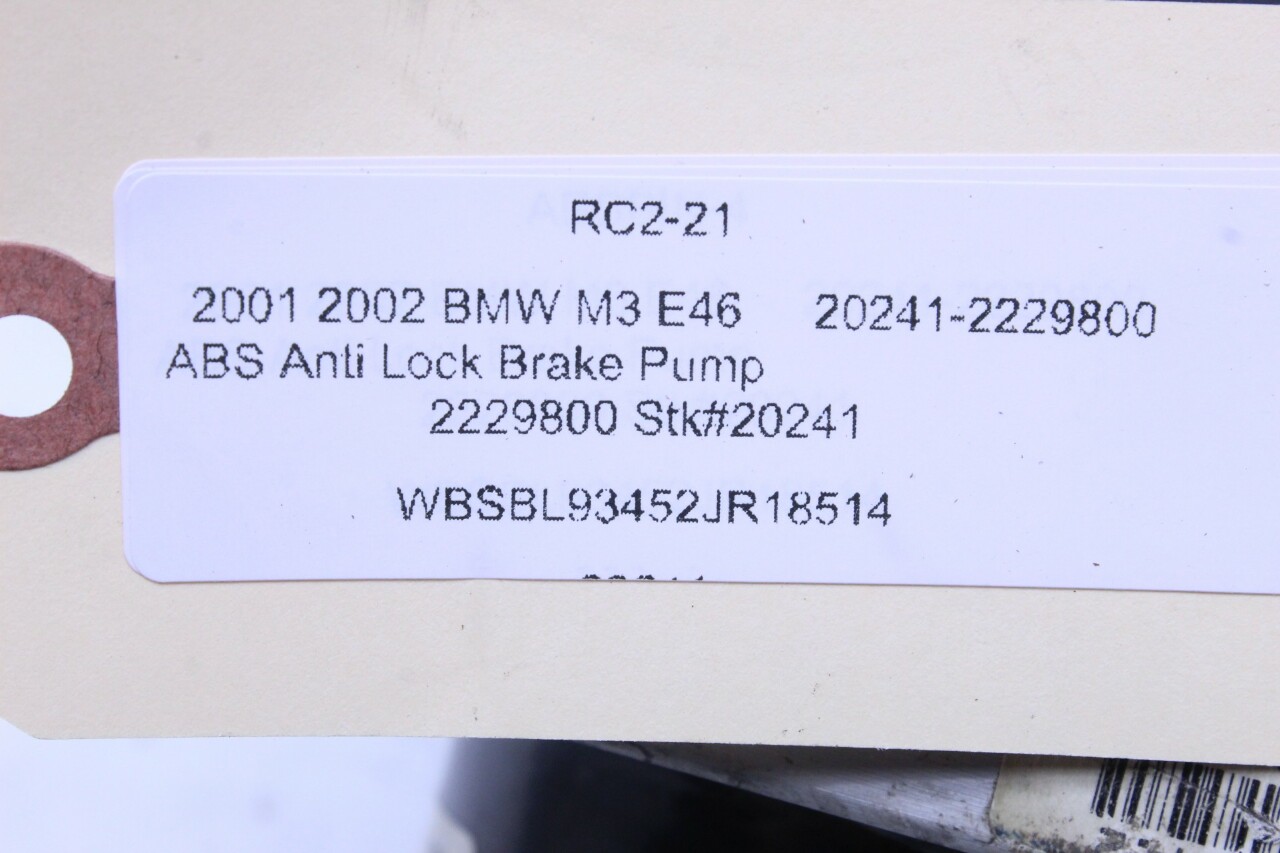 RC2-21
2001 2002 BMW M3 E46 20241-2229800
ABS Anti Lock Brake Pump
2229800 Stk#20241
WBSBL93452JR18514